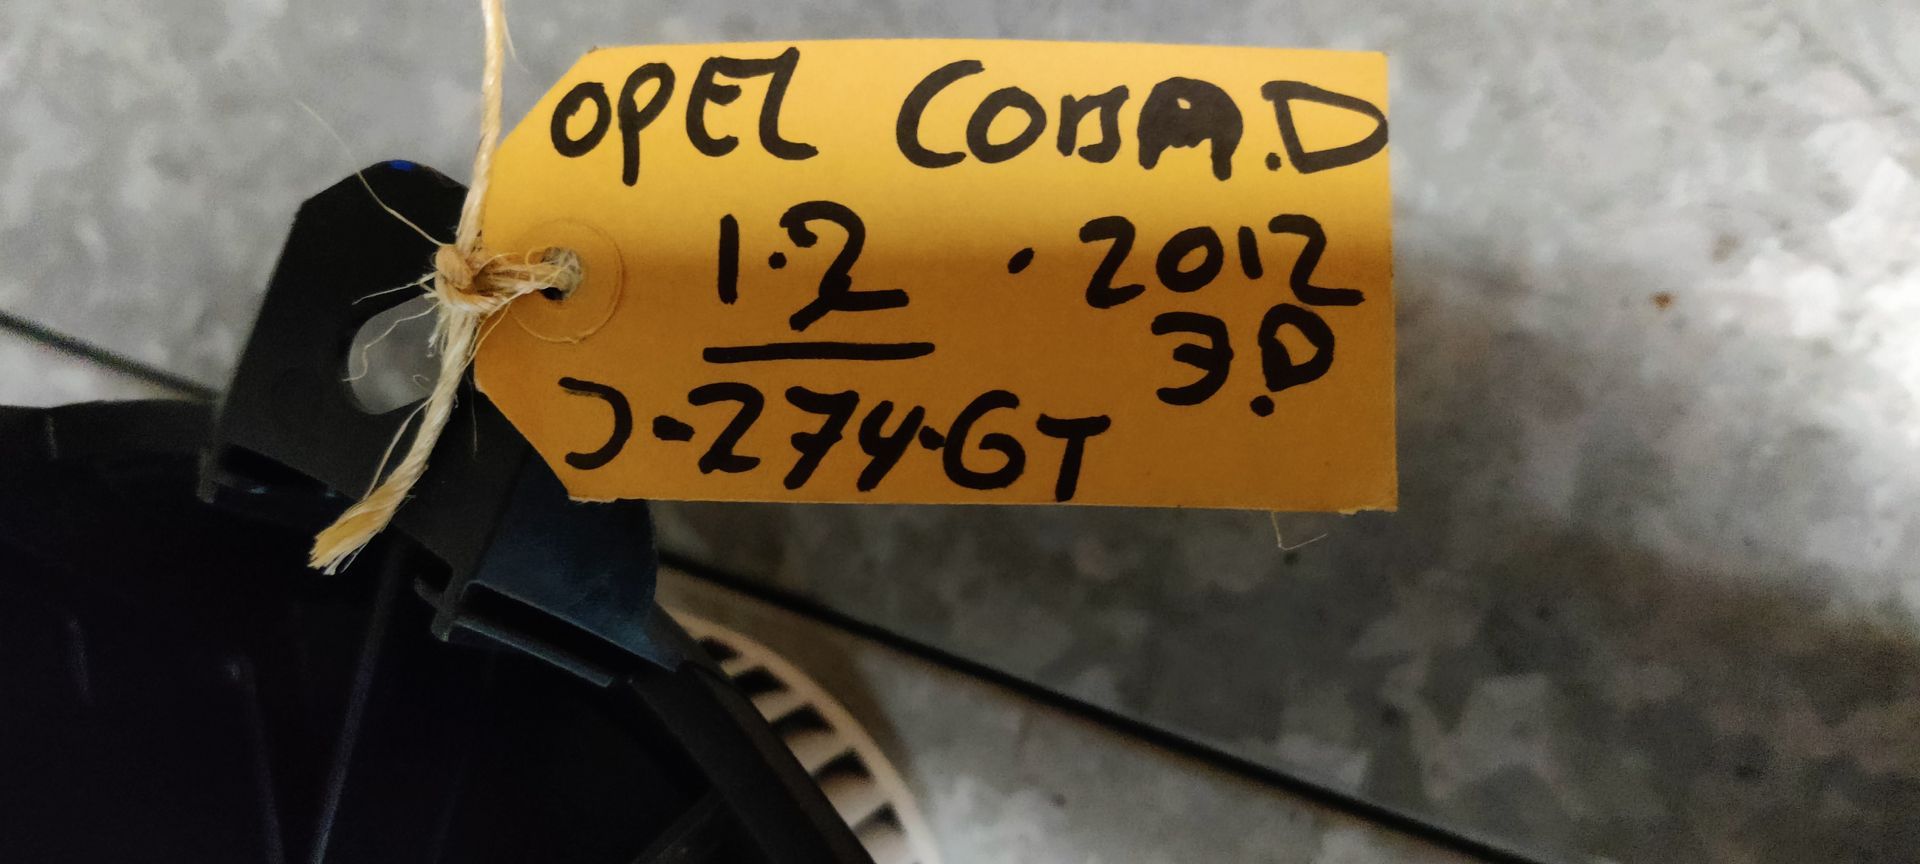 OPEL CORSA.D
1.2 . 2012
3.D
J-274-GT